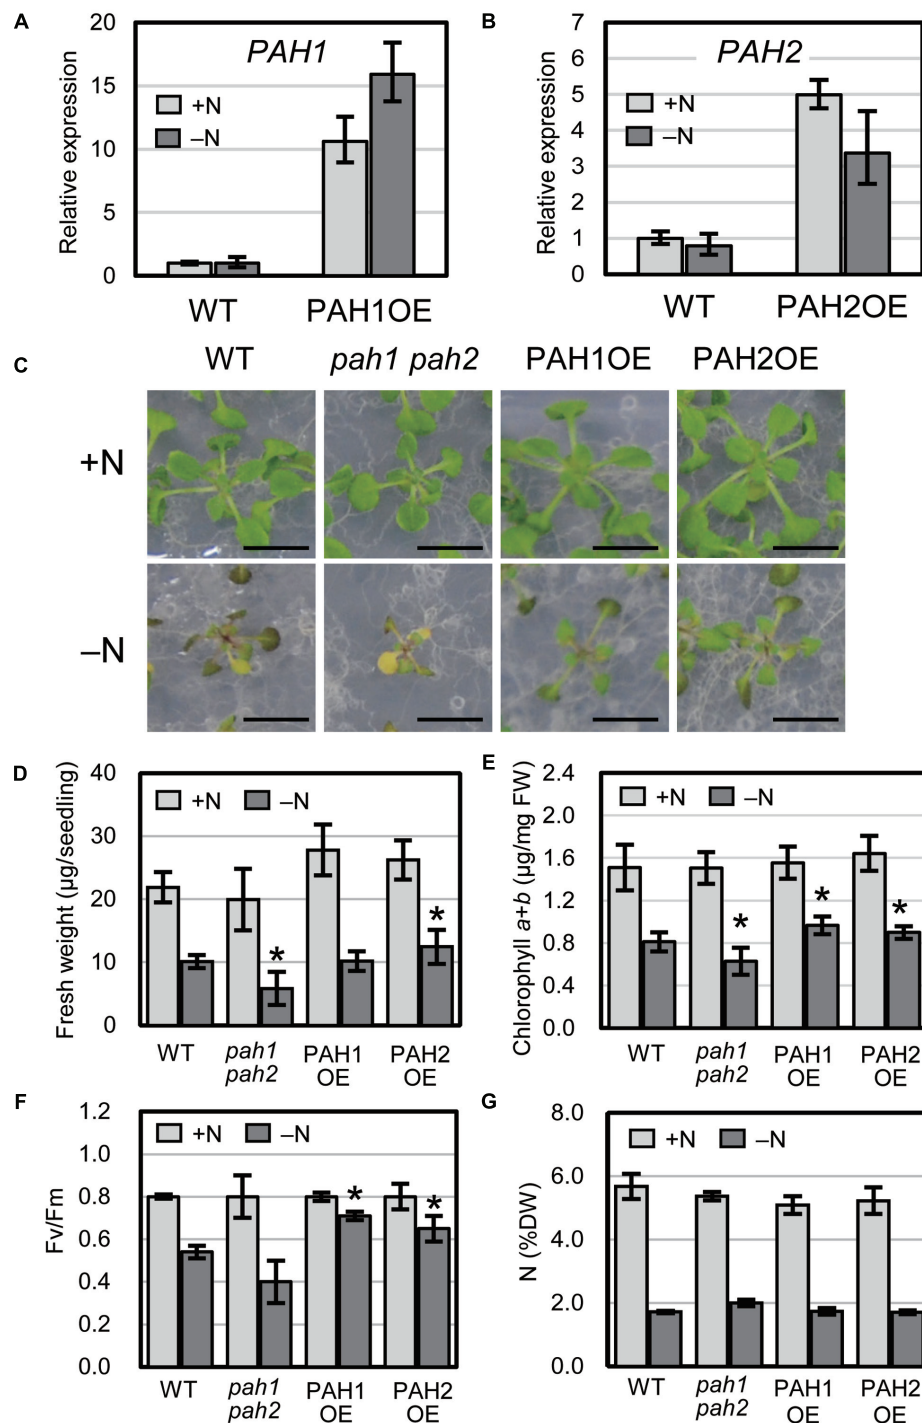 A
PAH1
Relative expression
20
15
10
5
0
+N
–N
WT
PAH1OE
B
PAH2
Relative expression
7
6
5
4
3
2
1
0
+N
–N
WT
PAH2OE
C
WT
pah1 pah2
PAH1OE
PAH2OE
+N
–N
D
Fresh weight (µg/seedling)
40
30
20
10
0
+N
–N
*
*
WT
pah1
pah2
PAH1
OE
PAH2
OE
E
Chlorophyll a+b (µg/mg FW)
2.4
2.0
1.6
1.2
0.8
0.4
0.0
+N
–N
*
*
*
WT
pah1
pah2
PAH1
OE
PAH2
OE
F
Fv/Fm
1.2
1.0
0.8
0.6
0.4
0.2
0.0
+N
–N
*
*
WT
pah1
pah2
PAH1
OE
PAH2
OE
G
N (%DW)
8.0
6.0
4.0
2.0
0.0
+N
–N
WT
pah1
pah2
PAH1
OE
PAH2
OE